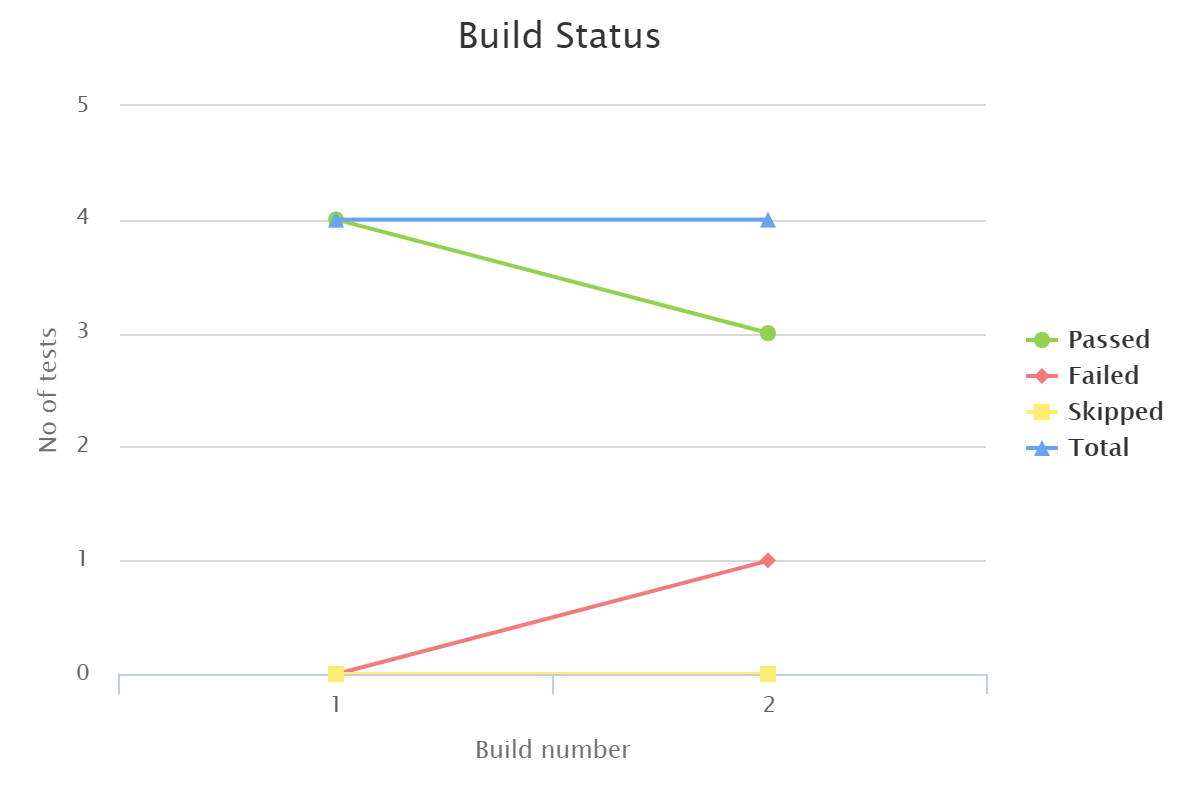 Build Status
5
4
3
2
1
0
No of tests
1
2
Build number
Passed
Failed
Skipped
Total